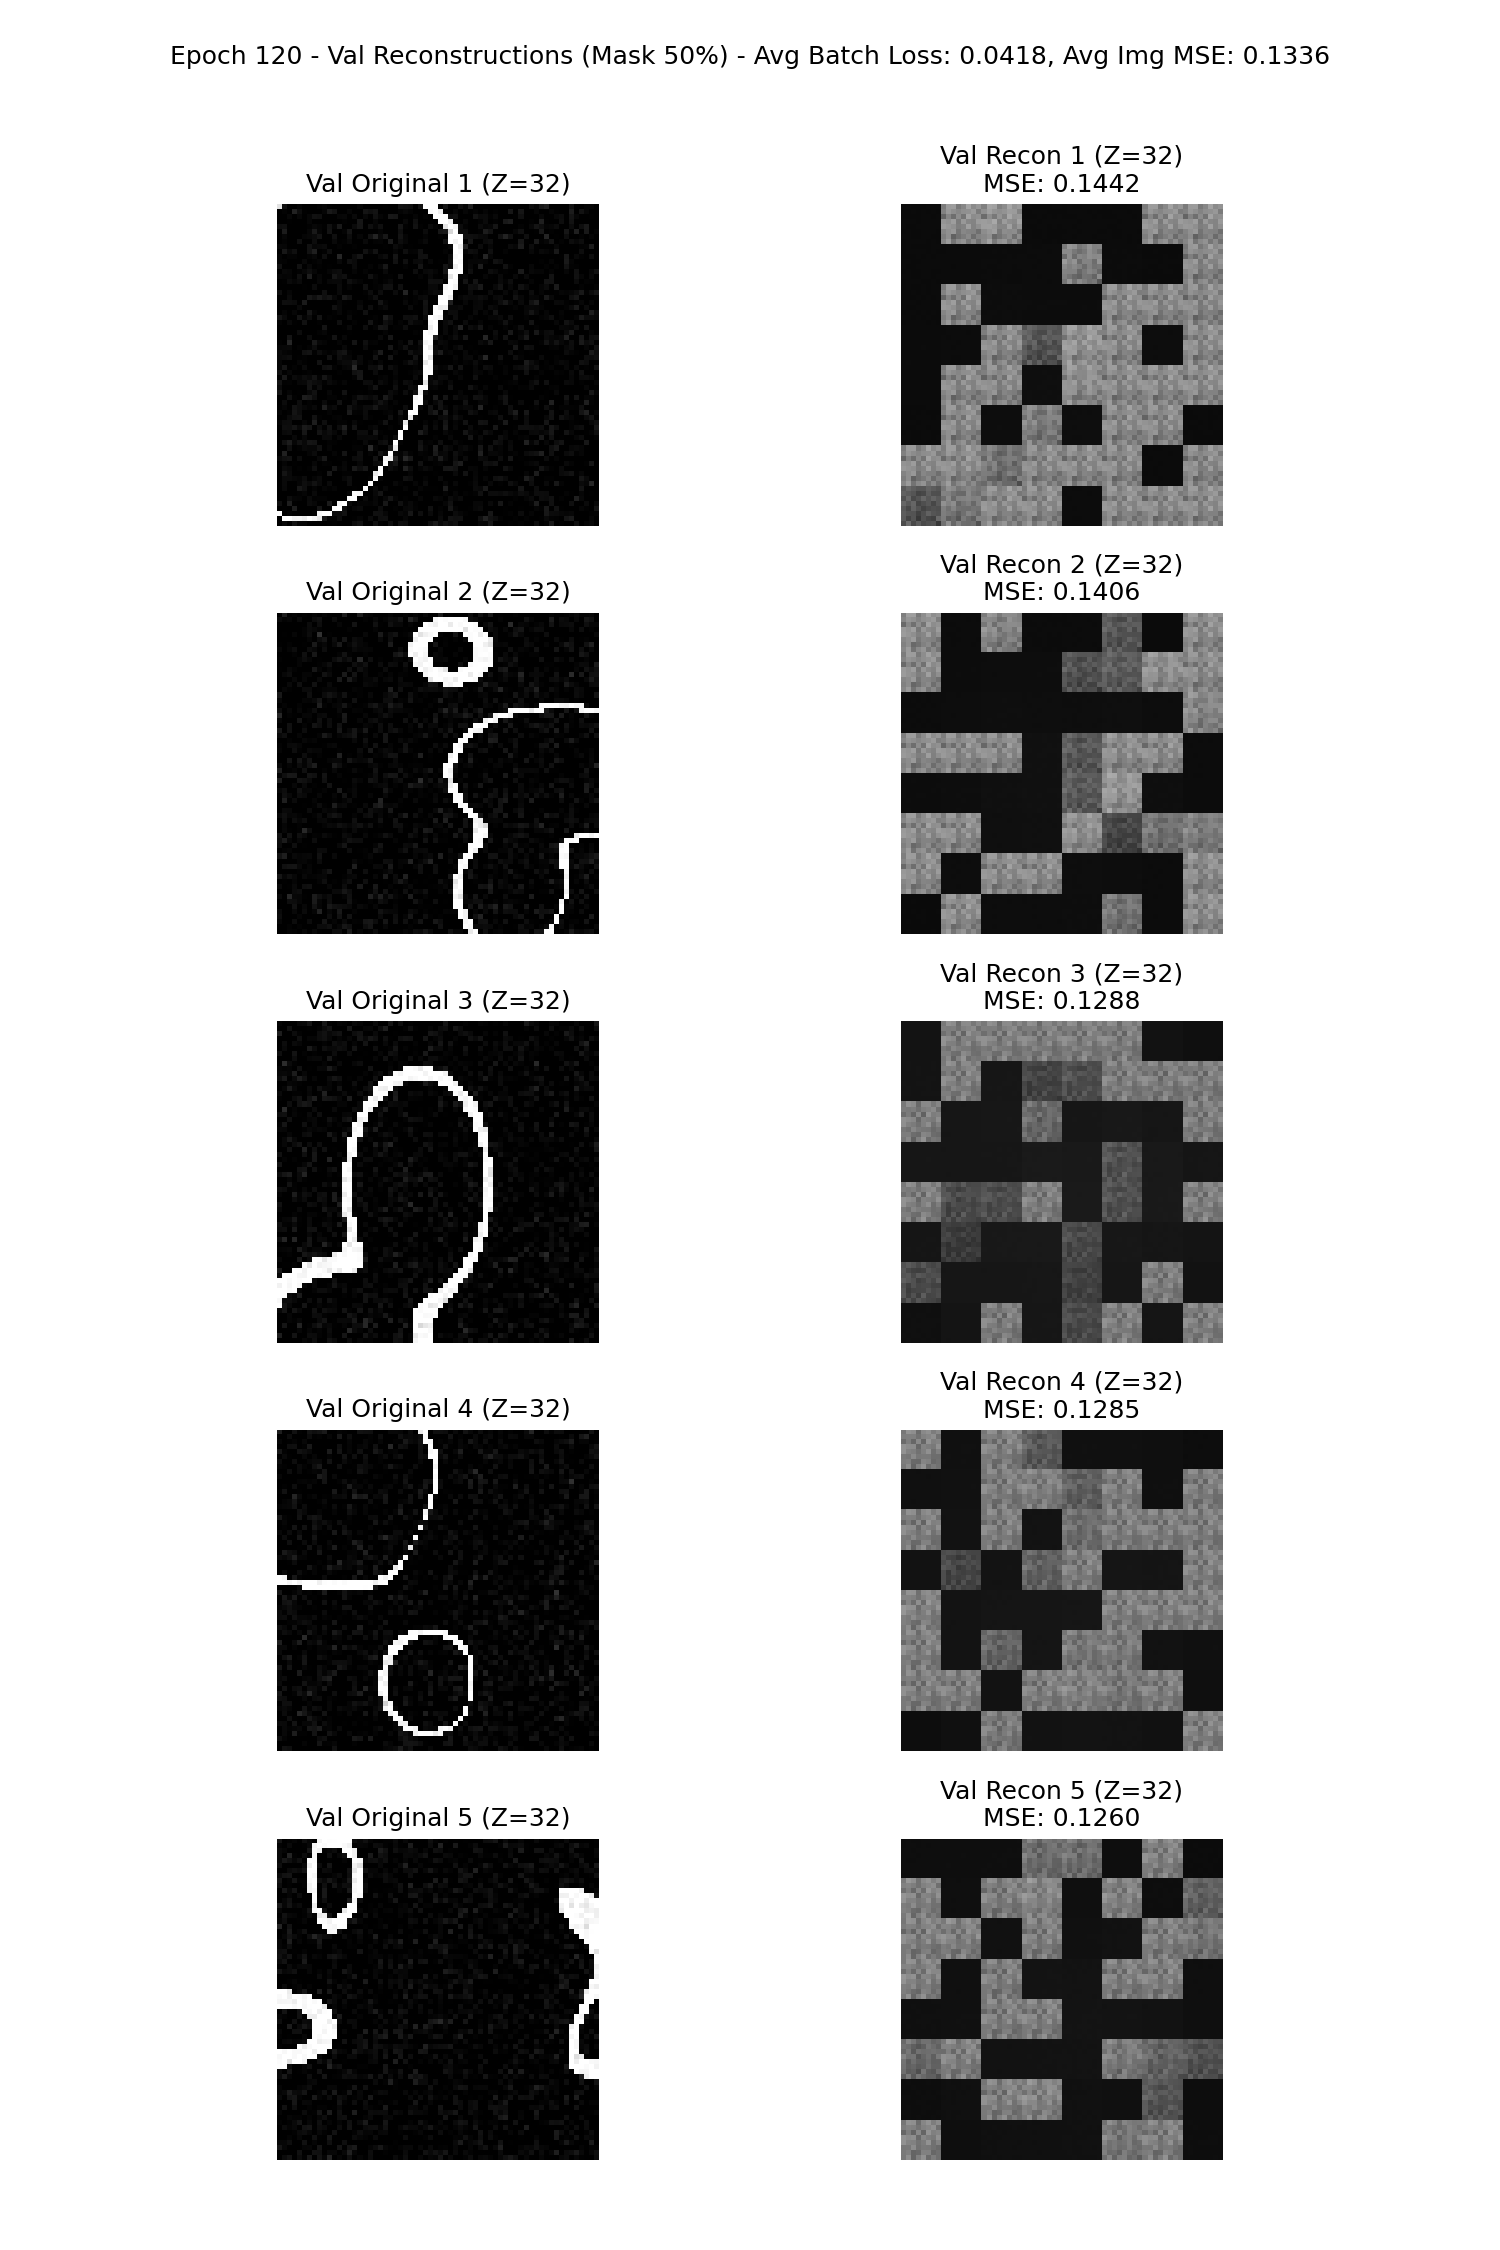 Epoch 120 - Val Reconstructions (Mask 50%) - Avg Batch Loss: 0.0418, Avg Img MSE: 0.1336
Val Original 1 (Z=32)
Val Recon 1 (Z=32)
MSE: 0.1442
Val Original 2 (Z=32)
Val Recon 2 (Z=32)
MSE: 0.1406
Val Original 3 (Z=32)
Val Recon 3 (Z=32)
MSE: 0.1288
Val Original 4 (Z=32)
Val Recon 4 (Z=32)
MSE: 0.1285
Val Original 5 (Z=32)
Val Recon 5 (Z=32)
MSE: 0.1260